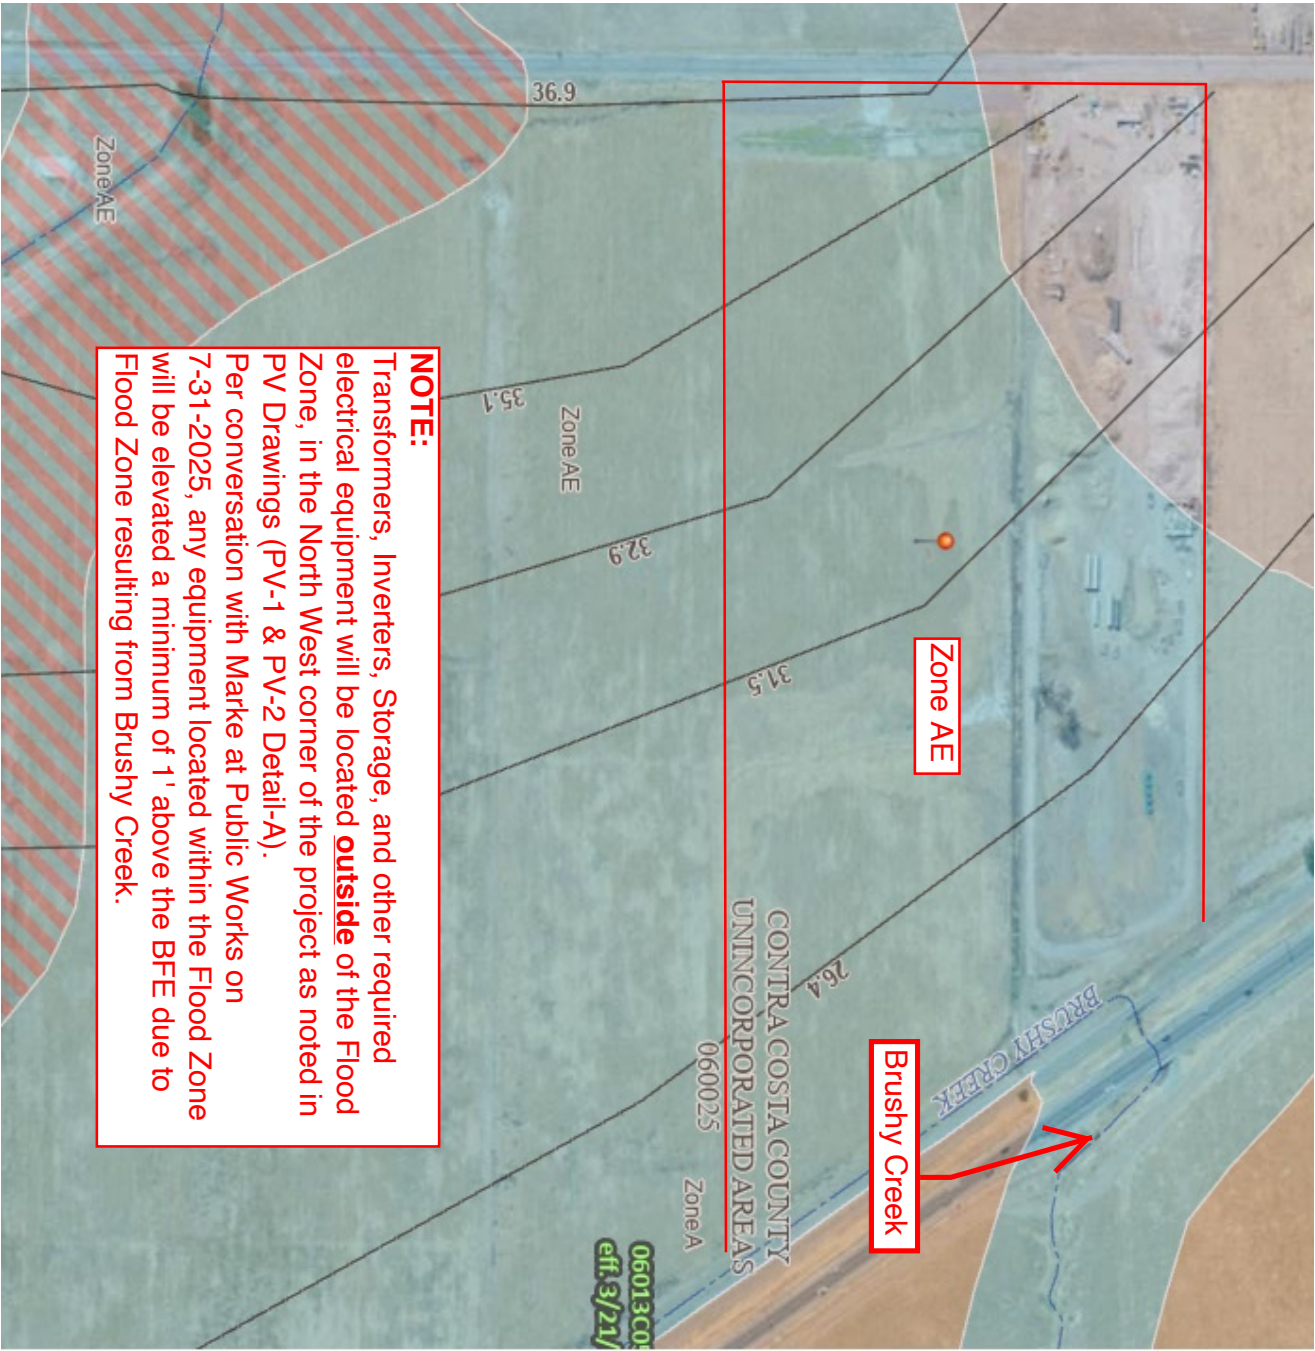 NOTE:
Transformers, Inverters, Storage, and other required
electrical equipment will be located outside of the Flood
Zone, in the North West corner of the project as noted in
PV Drawings (PV-1 & PV-2 Detail-A).
Per conversation with Marke at Public Works on
7-31-2025, any equipment located within the Flood Zone
will be elevated a minimum of 1' above the BFE due to
Flood Zone resulting from Brushy Creek.
Zone AE
Brushy Creek
BRUSHY CREEK
CONTRA COSTA COUNTY
UNINCORPORATED AREAS
060025
Zone A
Zone AE
Zone AE
36.9
35.1
32.9
31.5
26.4
eff. 3/21/